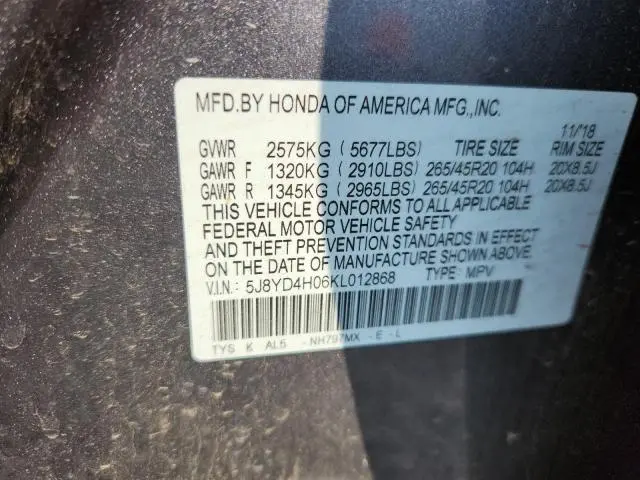 MFD.BY HONDA OF AMERICA MFG.,INC.
11/'18
GVWR 2575KG ( 5677LBS) TIRE SIZE RIM SIZE
GAWR F 1320KG ( 2910LBS) 265/45R20 104H 20X8.5J
GAWR R 1345KG ( 2965LBS) 265/45R20 104H 20X8.5J
THIS VEHICLE CONFORMS TO ALL APPLICABLE
FEDERAL MOTOR VEHICLE SAFETY
AND THEFT PREVENTION STANDARDS IN EFFECT
ON THE DATE OF MANUFACTURE SHOWN ABOVE.
V.I.N.: 5J8YD4H06KL012868 TYPE: MPV
TYS K AL5 -NH797MX -E -L